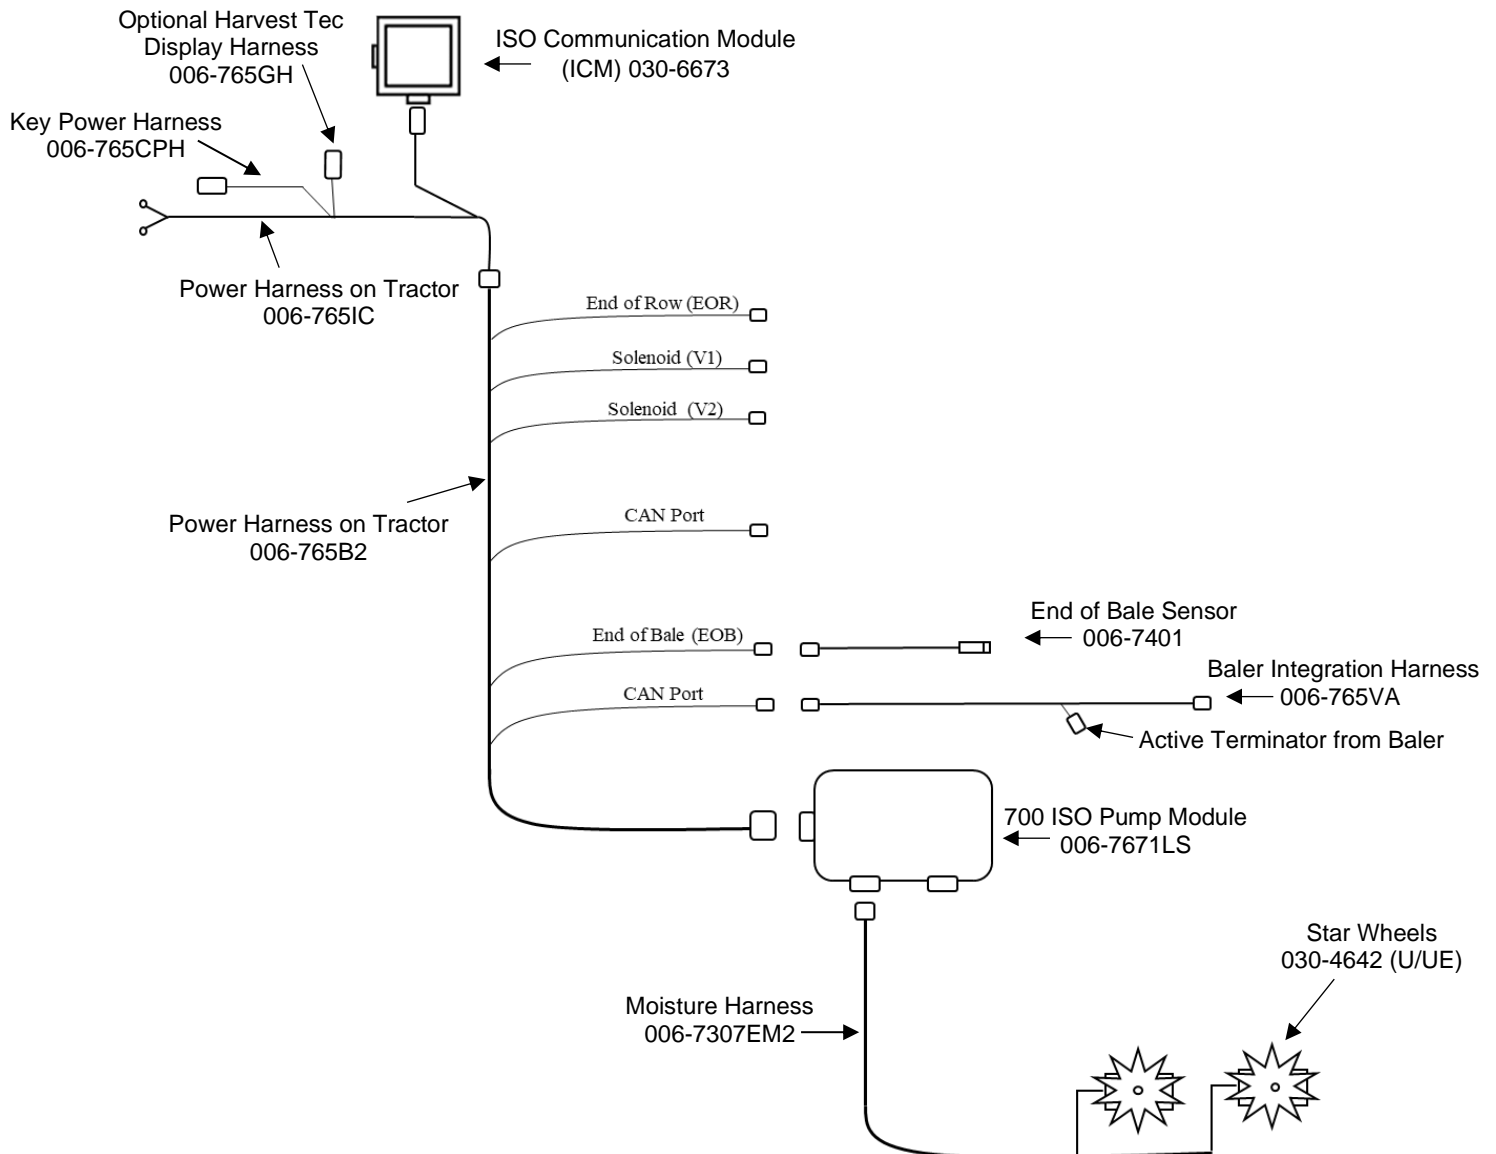 Optional Harvest Tec
Display Harness
006-765GH
ISO Communication Module
(ICM) 030-6673
Key Power Harness
006-765CPH
Power Harness on Tractor
006-765IC
End of Row (EOR)
Solenoid (V1)
Solenoid (V2)
Power Harness on Tractor
006-765B2
CAN Port
End of Bale (EOB)
End of Bale Sensor
006-7401
CAN Port
Baler Integration Harness
006-765VA
Active Terminator from Baler
700 ISO Pump Module
006-7671LS
Moisture Harness
006-7307EM2
Star Wheels
030-4642 (U/UE)